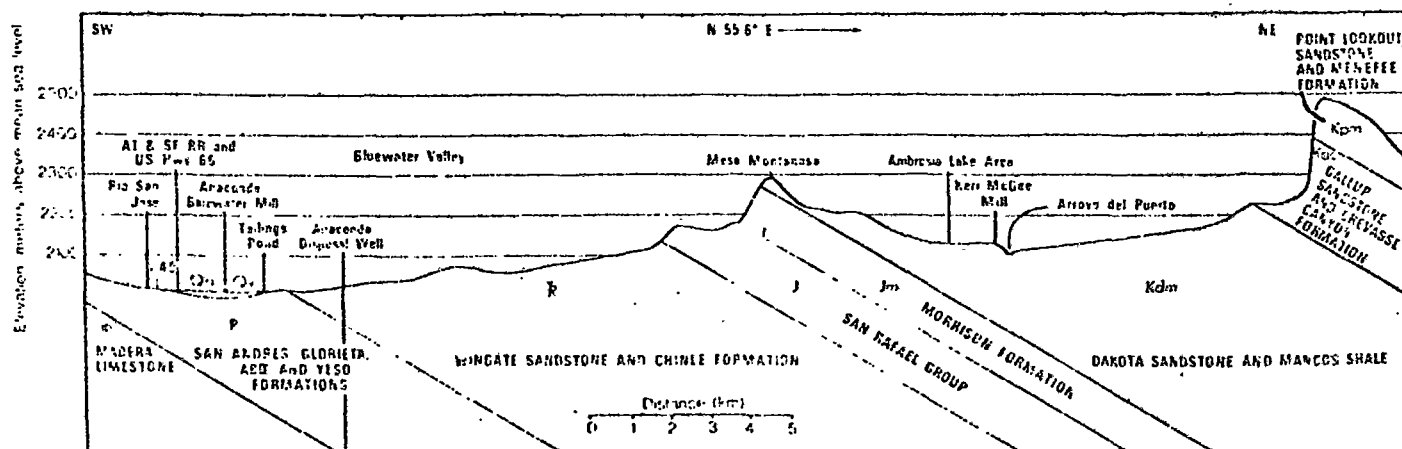 SW
N 55.6° E
NE
POINT LOOKOUT
SANDSTONE
AND MENEFEE
FORMATION
Elevation, meters above mean sea level
2500
2400
2300
2200
2100
AT & SF RR and
US Hwy 66
Bluewater Valley
Mesa Montanosa
Ambrosia Lake Area
Rio San
Jose
Anaconda
Bluewater Mill
Kerr McGee
Mill
Arroyo del Puerto
Tailings
Pond
Anaconda
Disposal Well
Kpm
GALLUP
SANDSTONE
AND CREVASSE
CANYON
FORMATION
P
R
J
Jm
Kdm
MADERA
LIMESTONE
SAN ANDRES, GLORIETA,
ABO AND YESO
FORMATIONS
WINGATE SANDSTONE AND CHINLE FORMATION
SAN RAFAEL GROUP
MORRISON FORMATION
DAKOTA SANDSTONE AND MANCOS SHALE
Distance (km)
0 1 2 3 4 5